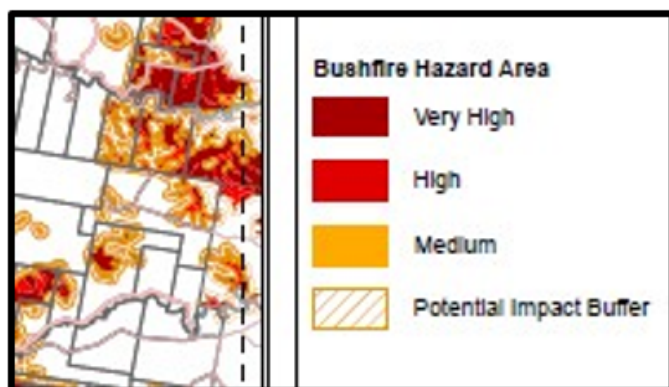 Bushfire Hazard Area
Very High
High
Medium
Potential Impact Buffer